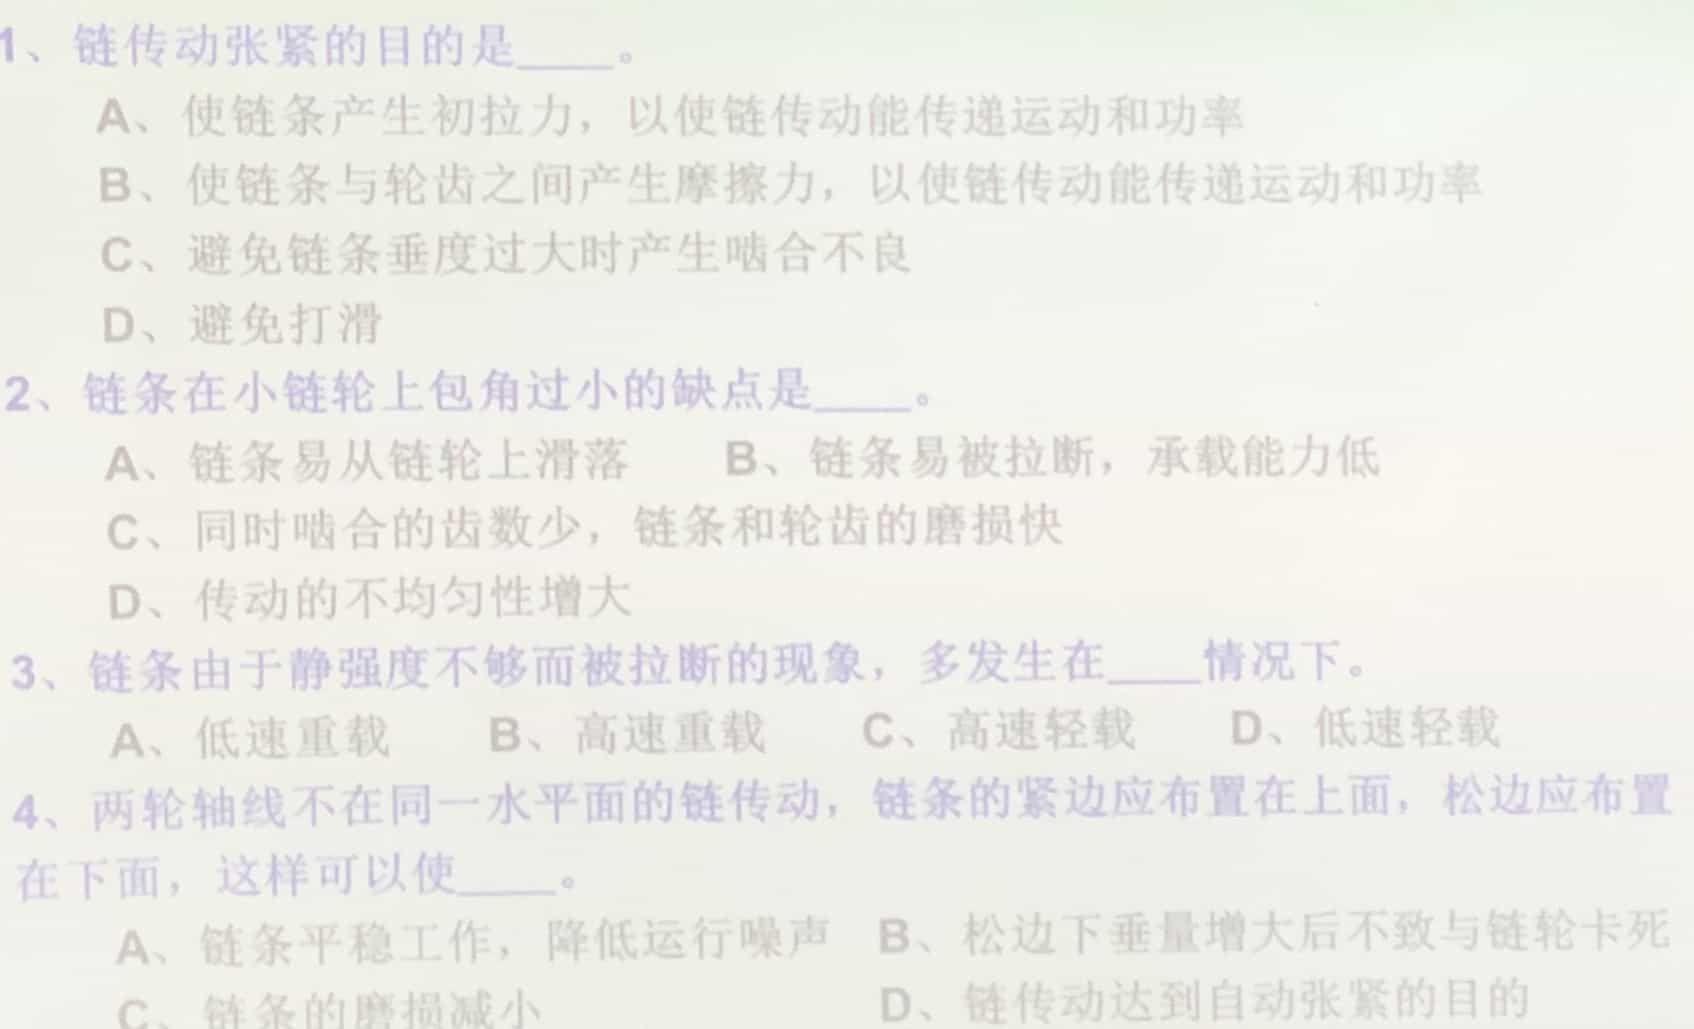 1、链传动张紧的目的是____。
A、使链条产生初拉力，以使链传动能传递运动和功率
B、使链条与轮齿之间产生摩擦力，以使链传动能传递运动和功率
C、避免链条垂度过大时产生啮合不良
D、避免打滑
2、链条在小链轮上包角过小的缺点是____。
A、链条易从链轮上滑落 B、链条易被拉断，承载能力低
C、同时啮合的齿数少，链条和轮齿的磨损快
D、传动的不均匀性增大
3、链条由于静强度不够而被拉断的现象，多发生在____情况下。
A、低速重载 B、高速重载 C、高速轻载 D、低速轻载
4、两轮轴线不在同一水平面的链传动，链条的紧边应布置在上面，松边应布置
在下面，这样可以使____。
A、链条平稳工作，降低运行噪声 B、松边下垂量增大后不致与链轮卡死
C、链条的磨损减小 D、链传动达到自动张紧的目的